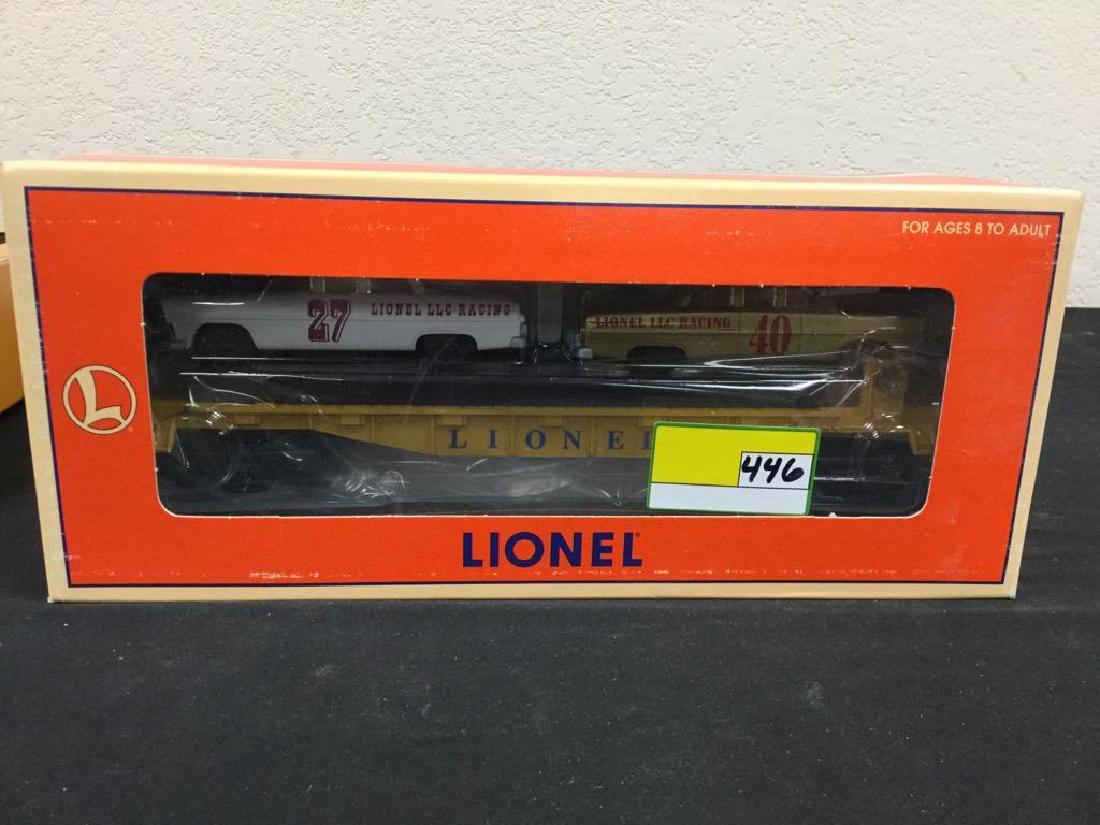 FOR AGES 8 TO ADULT
27 LIONEL LLC RACING
LIONEL LLC RACING 40
L
LIONE
446
LIONEL